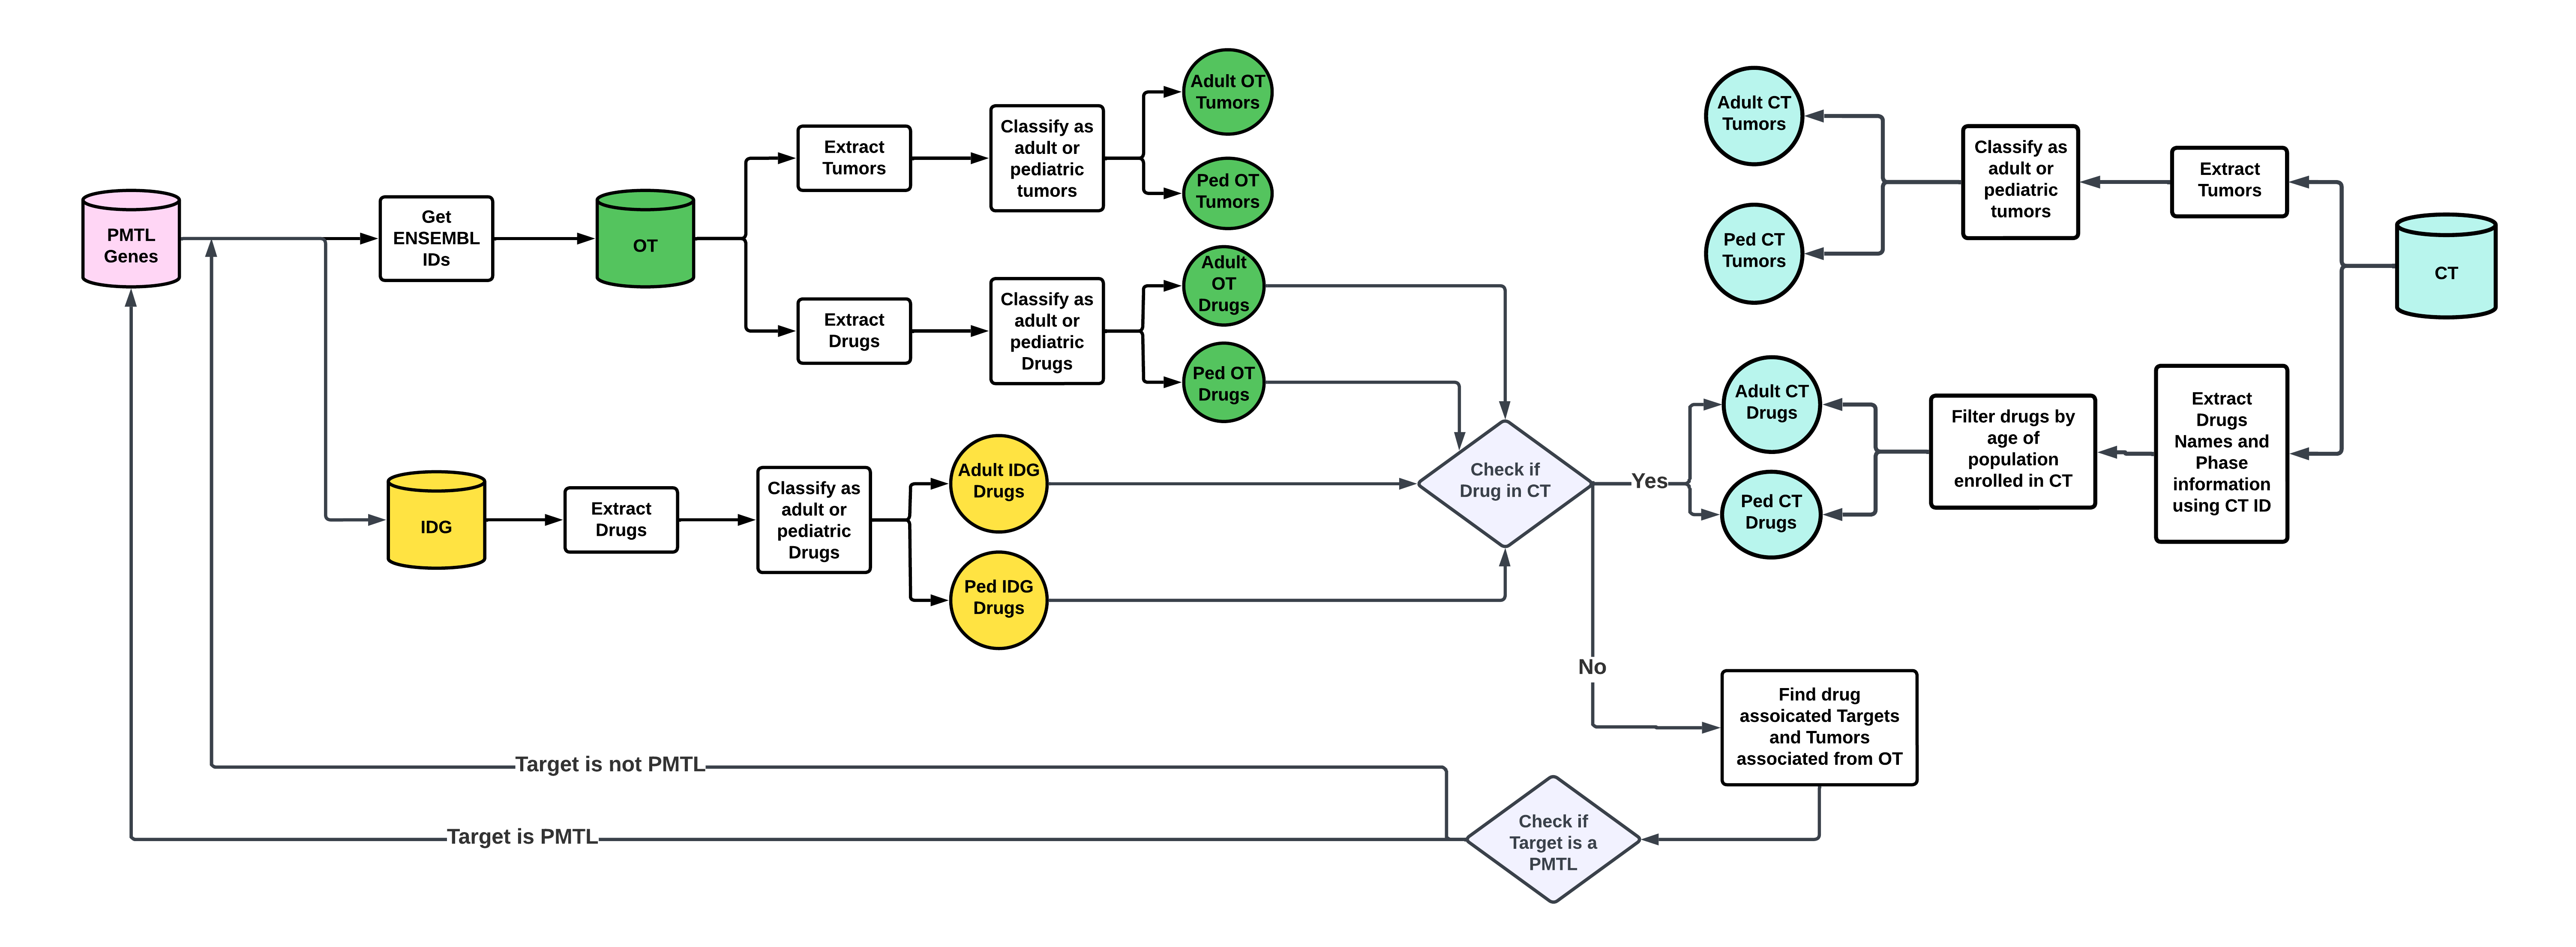 PMTL
Genes
Get
ENSEMBL
IDs
OT
Extract
Tumors
Classify as
adult or
pediatric
tumors
Adult OT
Tumors
Ped OT
Tumors
Extract
Drugs
Classify as
adult or
pediatric
Drugs
Adult
OT
Drugs
Ped OT
Drugs
IDG
Extract
Drugs
Classify as
adult or
pediatric
Drugs
Adult IDG
Drugs
Ped IDG
Drugs
Check if
Drug in CT
Yes
No
Adult CT
Tumors
Ped CT
Tumors
Classify as
adult or
pediatric
tumors
Extract
Tumors
CT
Adult CT
Drugs
Ped CT
Drugs
Filter drugs by
age of
population
enrolled in CT
Extract
Drugs
Names and
Phase
information
using CT ID
Find drug
assoicated Targets
and Tumors
associated from OT
Check if
Target is a
PMTL
Target is not PMTL
Target is PMTL